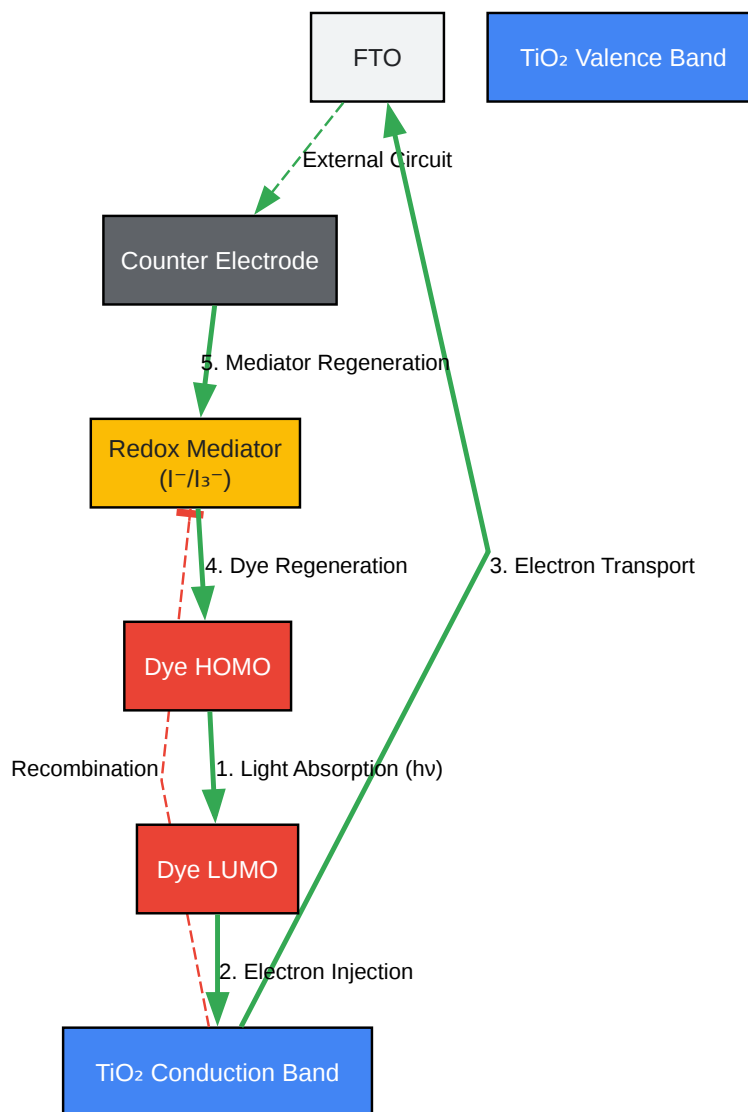 FTO
TiO₂ Valence Band
External Circuit
Counter Electrode
5. Mediator Regeneration
Redox Mediator
(I⁻/I₃⁻)
4. Dye Regeneration
3. Electron Transport
Dye HOMO
Recombination
1. Light Absorption (hν)
Dye LUMO
2. Electron Injection
TiO₂ Conduction Band